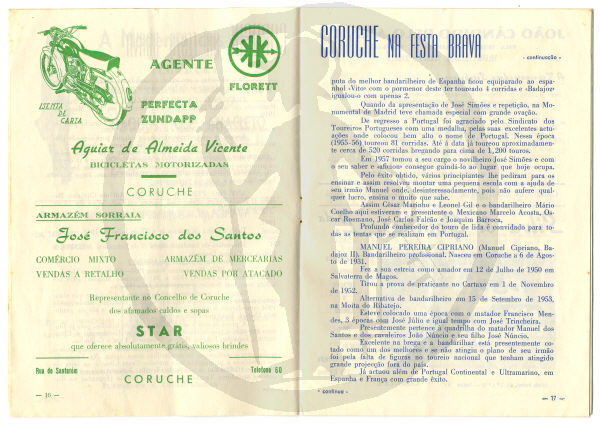 ISENTA
DE
CARTA
AGENTE
FLORETT
PERFECTA
ZUNDAPP
Aguiar de Almeida Vicente
BICICLETAS MOTORIZADAS
CORUCHE
ARMAZÉM SORRAIA
José Francisco dos Santos
COMÉRCIO MIXTO
ARMAZÉM DE MERCEARIAS
VENDAS A RETALHO
VENDAS POR ATACADO
Representante no Concelho de Coruche
dos afamados caldos e sopas
STAR
que oferece absolutamente grátis, valiosos brindes
Rua de Santarém
Telefone 60
CORUCHE
— 16 —
CORUCHE NA FESTA BRAVA
- continuação -
puta do melhor bandarilheiro de Espanha ficou equiparado ao espa-
nhol «Vito» com o pormenor deste ter toureado 4 corridas e «Badajoz»
igualou-o com apenas 2.
Quando da apresentação de José Simões e repetição, na Mo-
numental de Madrid teve chamada especial com grande ovação.
De regresso a Portugal foi agraciado pelo Sindicato dos
Toureiros Portugueses com uma medalha, pelas suas excelentes actua-
ções onde colocou bem alto o nome de Portugal. Nessa época
(1955-56) toureou 81 corridas. Até à data já toureou aproximadamen-
te cerca de 520 corridas bregando para cima de 1.200 touros.
Em 1957 tomou a seu cargo o novilheiro José Simões e com
o seu saber e «afición» consegue guindá-lo ao lugar que hoje ocupa.
Pelo êxito obtido, vários principiantes lhe pediram para os
ensinar e assim resolveu montar uma pequena escola com a ajuda de
seu irmão Manuel onde, desinteressadamente, pois não aufere qual-
quer lucro, ensina o muito que sabe.
Assim César Marinho e Leonel Gil e o bandarilheiro Mário
Coelho aqui estiveram e presentemente o Mexicano Marcelo Acosta, Os-
car Rosmano, José Carlos Falcão e Joaquim Barroca.
Profundo conhecedor do touro de lida é convidado para to-
das as tentas que se realizam em Portugal.
MANUEL PEREIRA CIPRIANO (Manuel Cipriano, Ba-
dajoz II). Bandarilheiro profissional. Nasceu em Coruche a 6 de Agos-
to de 1931.
Fez a sua estreia como amador em 12 de Julho de 1950 em
Salvaterra de Magos.
Tirou a prova de praticante no Cartaxo em 1 de Novembro
de 1952.
Alternativa de bandarilheiro em 15 de Setembro de 1953,
na Moita do Ribatejo.
Esteve colocado uma época com o matador Francisco Men-
des, 3 épocas com José Júlio e igual tempo com José Trincheira.
Presentemente pertence à quadrilha do matador Manuel dos
Santos e dos cavaleiros João Núncio e seu filho José Núncio.
Excelente na brega e a bandarilhar está presentemente co-
tado como um dos melhores e se não atingiu o plano de seu irmão
foi pela falta de figuras no toureio nacional que tenham atingido
grande projecção fora do país.
Já actuou além de Portugal Continental e Ultramarino, em
Espanha e França com grande êxito.
- continua -
— 17 —